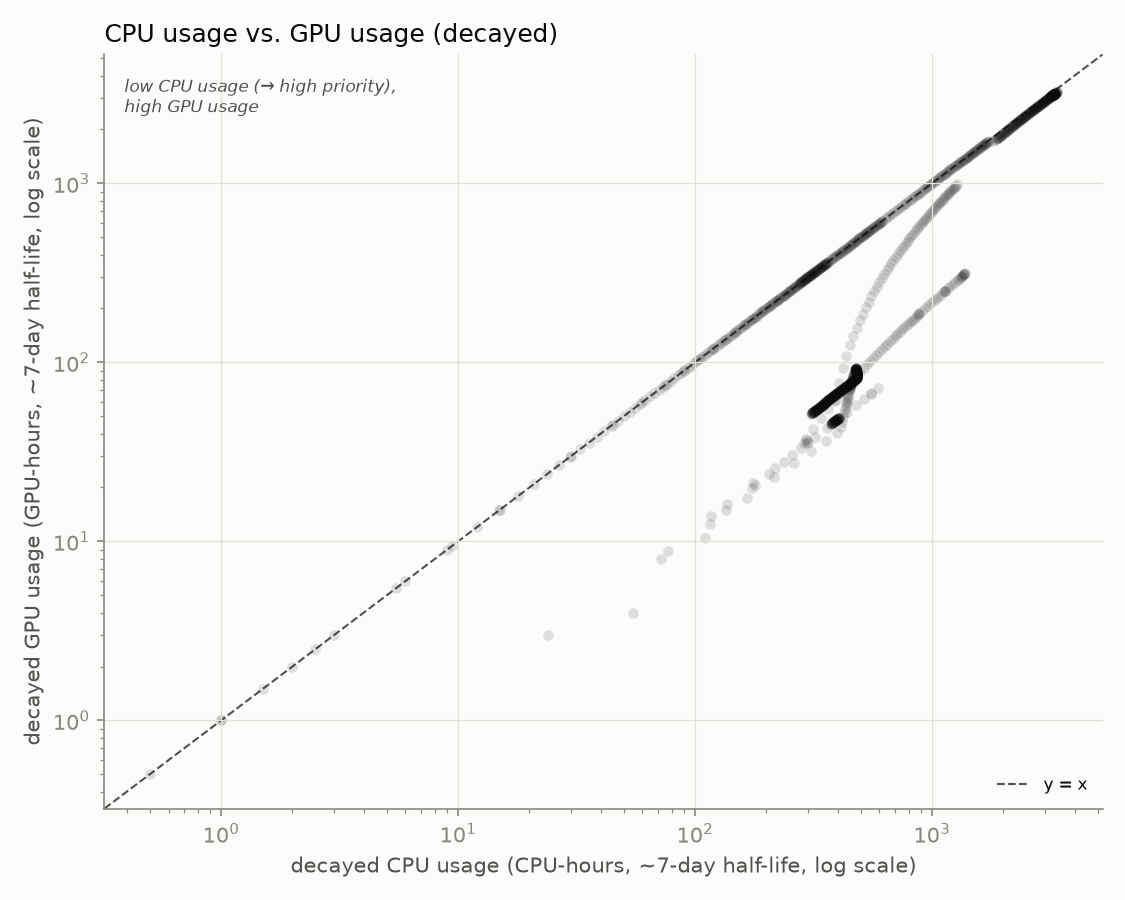 CPU usage vs. GPU usage (decayed)
low CPU usage (→ high priority),
high GPU usage
decayed GPU usage (GPU-hours, ~7-day half-life, log scale)
10³
10²
10¹
10⁰
y = x
10⁰ 10¹ 10² 10³
decayed CPU usage (CPU-hours, ~7-day half-life, log scale)